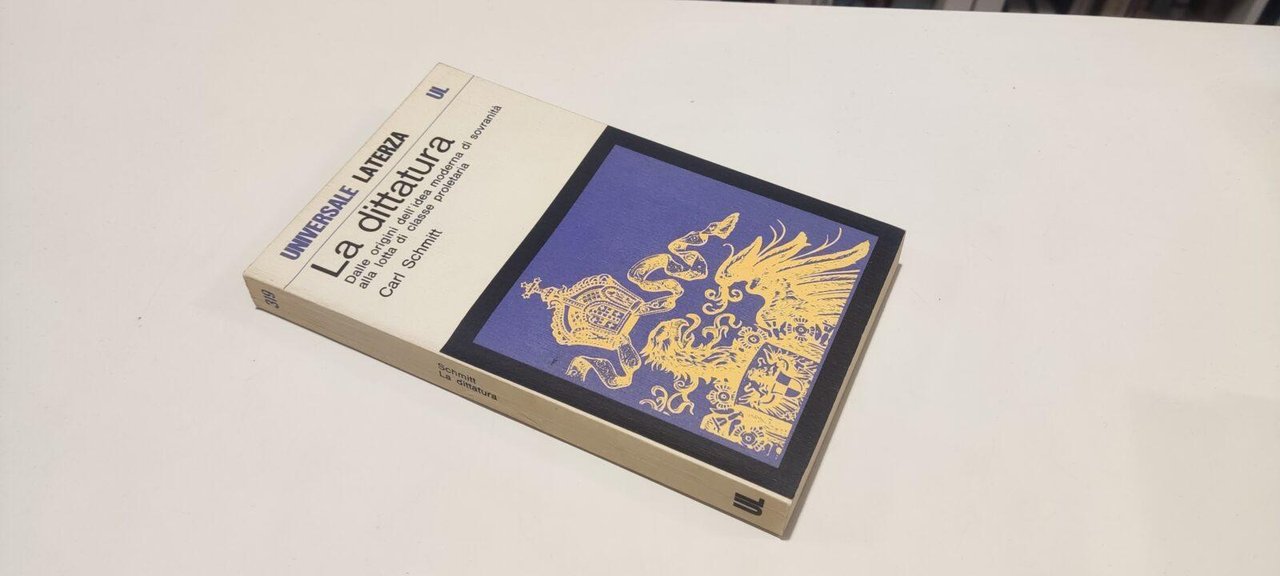 UNIVERSALE LATERZA UL
La dittatura
Dalle origini dell'idea moderna di sovranità
alla lotta di classe proletaria
Carl Schmitt
319
Schmitt
La dittatura
UL